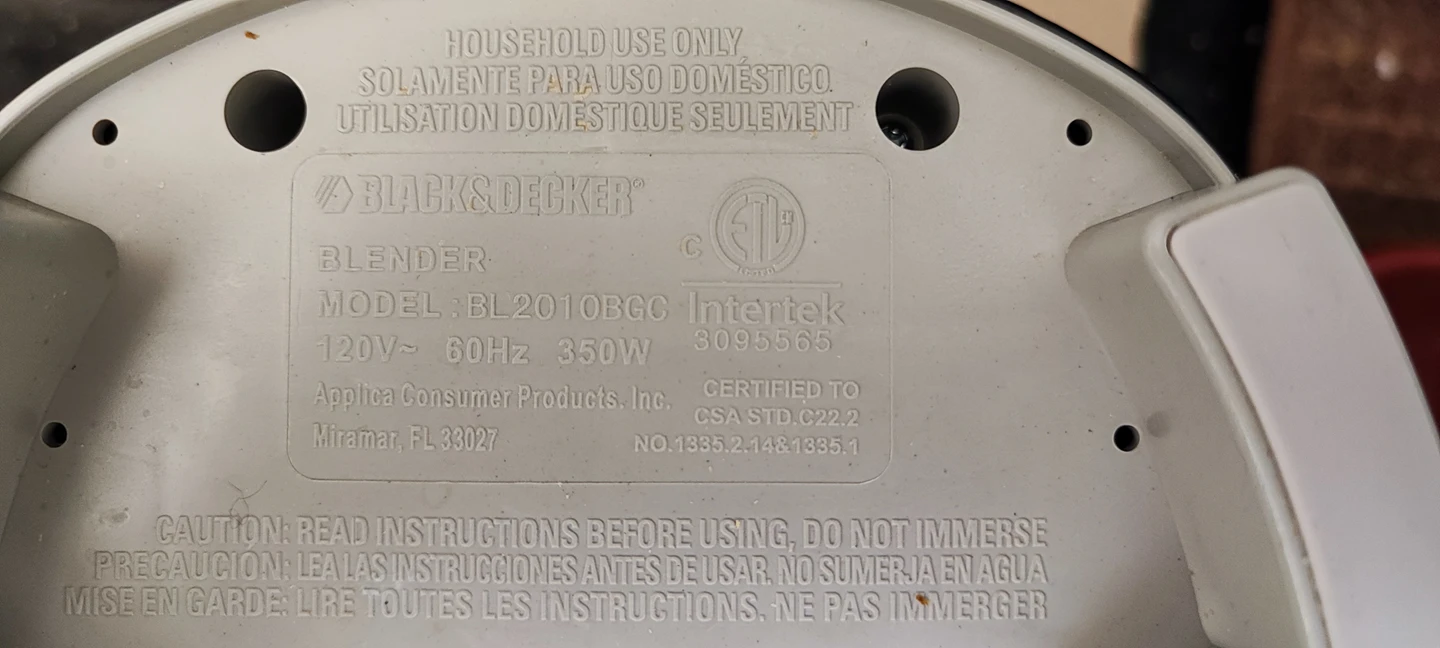 HOUSEHOLD USE ONLY
SOLAMENTE PARA USO DOMÉSTICO
UTILISATION DOMESTIQUE SEULEMENT
BLACK&DECKER®
BLENDER
MODEL : BL2010BGC
120V~ 60Hz 350W
Applica Consumer Products, Inc.
Miramar, FL 33027
C ETL
LISTED
Intertek
3095565
CERTIFIED TO
CSA STD.C22.2
NO.1335.2.14&1335.1
CAUTION: READ INSTRUCTIONS BEFORE USING, DO NOT IMMERSE
PRECAUCIÓN: LEA LAS INSTRUCCIONES ANTES DE USAR. NO SUMERJA EN AGUA
MISE EN GARDE: LIRE TOUTES LES INSTRUCTIONS. NE PAS IMMERGER